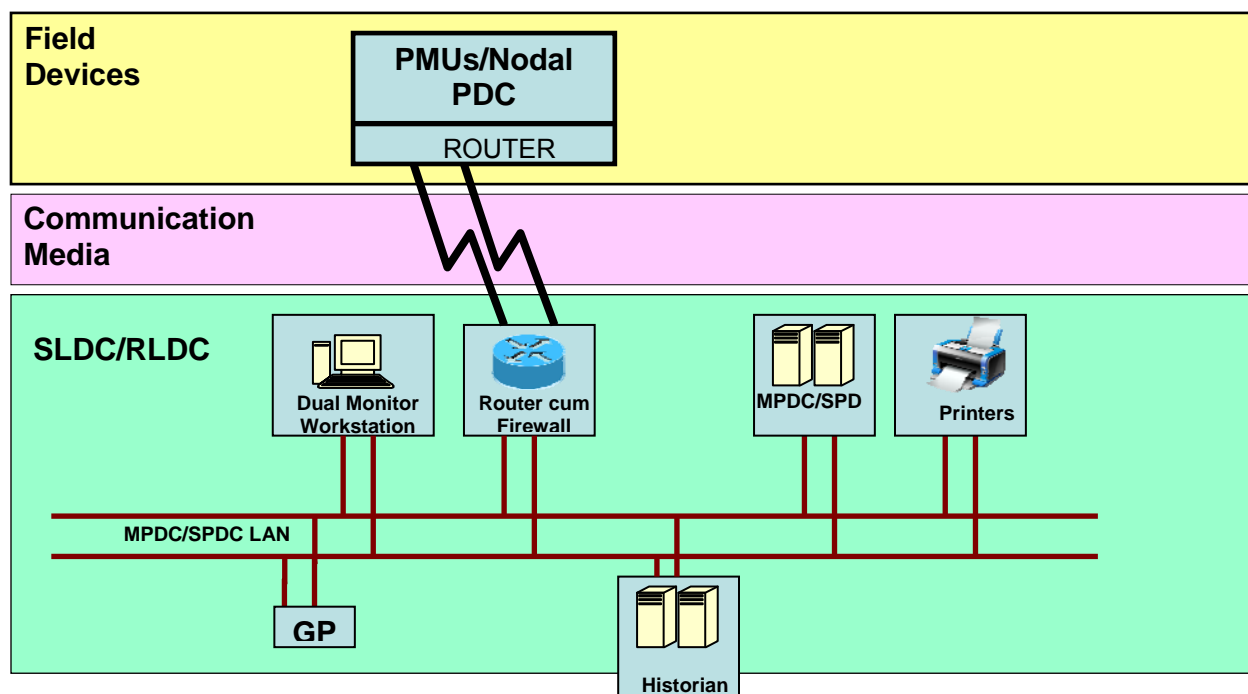 Field
Devices
PMUs/Nodal
PDC
ROUTER
Communication
Media
SLDC/RLDC
Dual Monitor
Workstation
Router cum
Firewall
MPDC/SPD
Printers
MPDC/SPDC LAN
GP
Historian